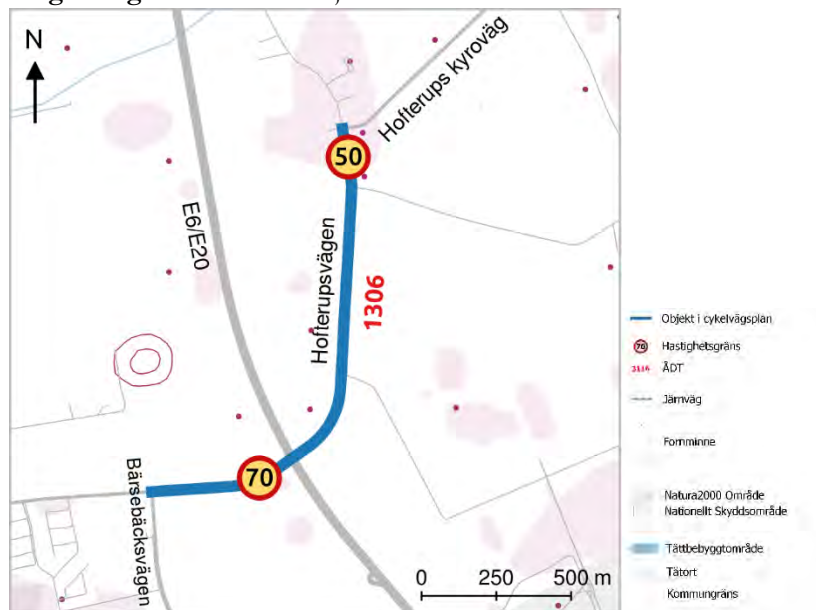 N
Hofterups kyroväg
50
E6/E20
Hofterupsvägen
1306
70
Bärsebäcksvägen
0 250 500 m
Objekt i cykelvägsplan
Hastighetsgräns
ÅDT
Järnväg
Fornminne
Natura2000 Område
Nationellt Skyddsområde
Tättbebyggtområde
Tätort
Kommungräns